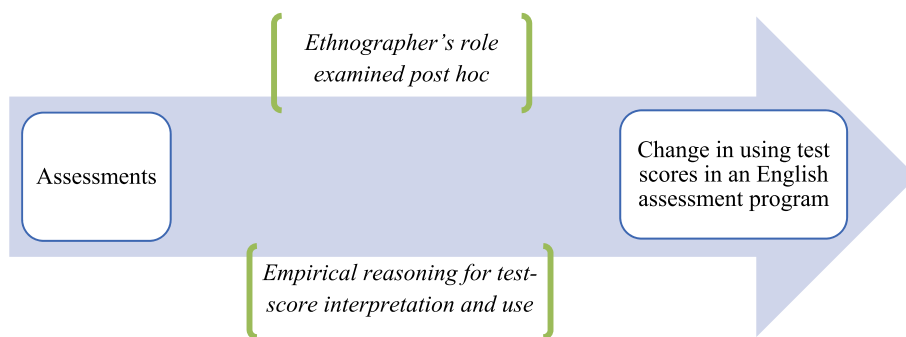 Ethnographer’s role
examined post hoc
Assessments
Change in using test
scores in an English
assessment program
Empirical reasoning for test-
score interpretation and use